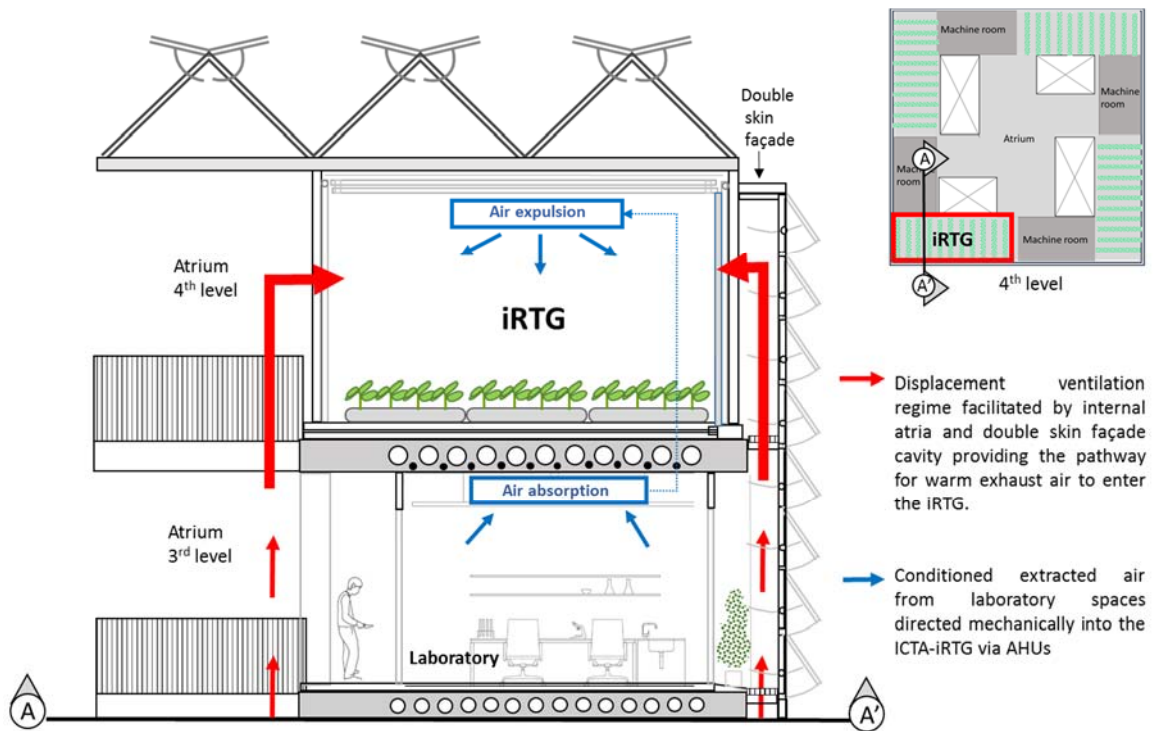 Double
skin
façade
Air expulsion
Atrium
4th level
iRTG
Air absorption
Atrium
3rd level
Laboratory
A
A'
Machine room
Machine
room
Atrium
A
Machine
room
iRTG
Machine room
A'
4th level
Displacement ventilation
regime facilitated by internal
atria and double skin façade
cavity providing the pathway
for warm exhaust air to enter
the iRTG.
Conditioned extracted air
from laboratory spaces
directed mechanically into the
ICTA-iRTG via AHUs